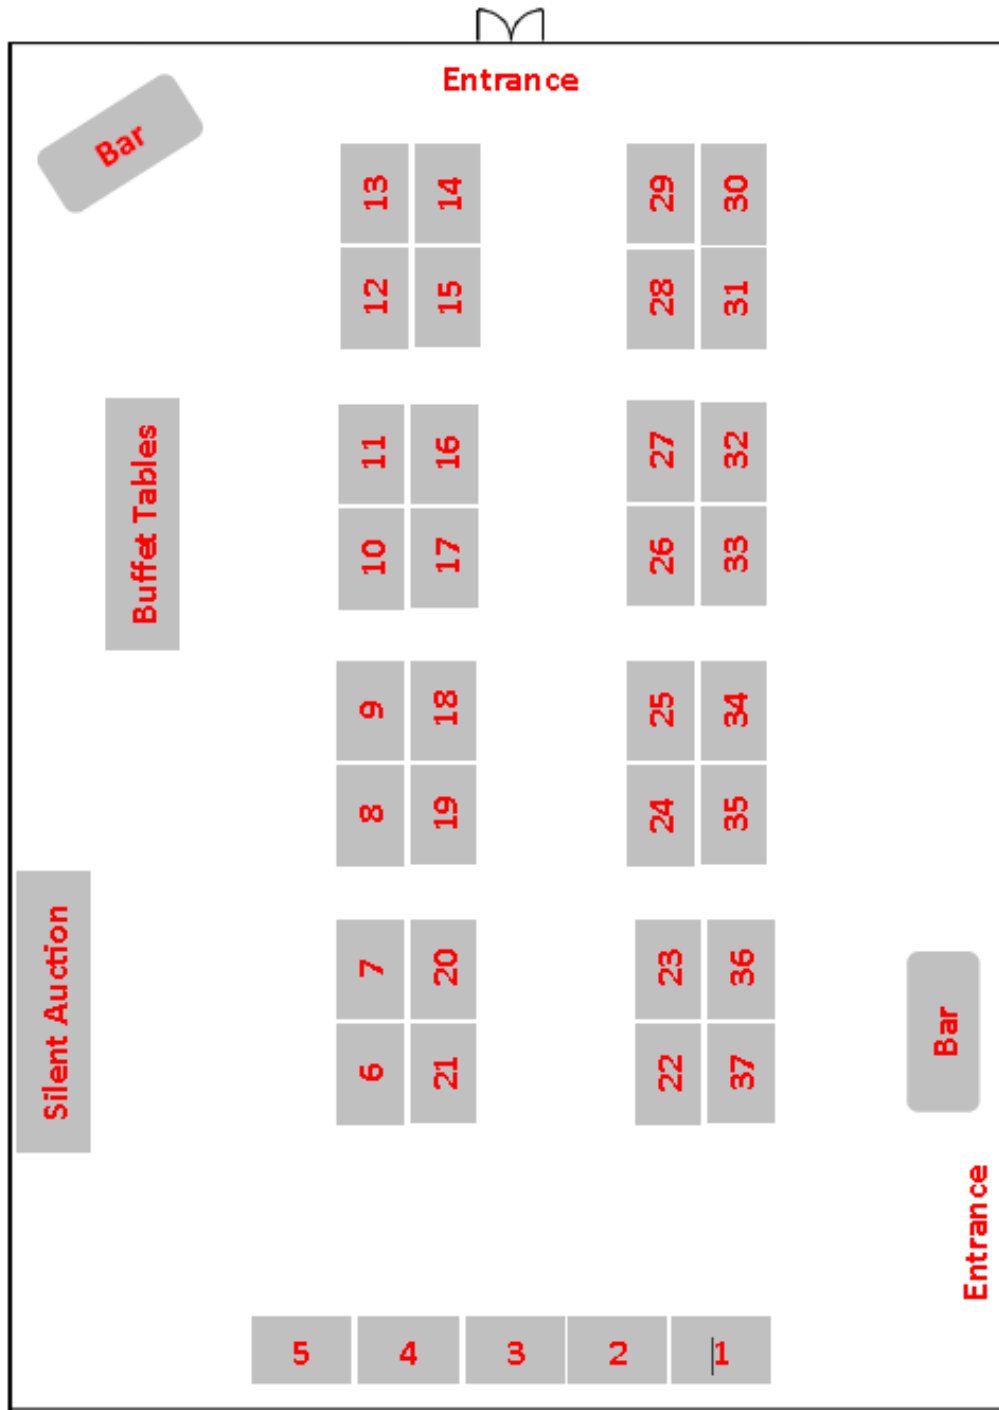 Entrance
Bar
13 14 29 30
12 15 28 31
Buffet Tables
11 16 27 32
10 17 26 33
9 18 25 34
8 19 24 35
Silent Auction
7 20 23 36
6 21 22 37
Bar
Entrance
5 4 3 2 1